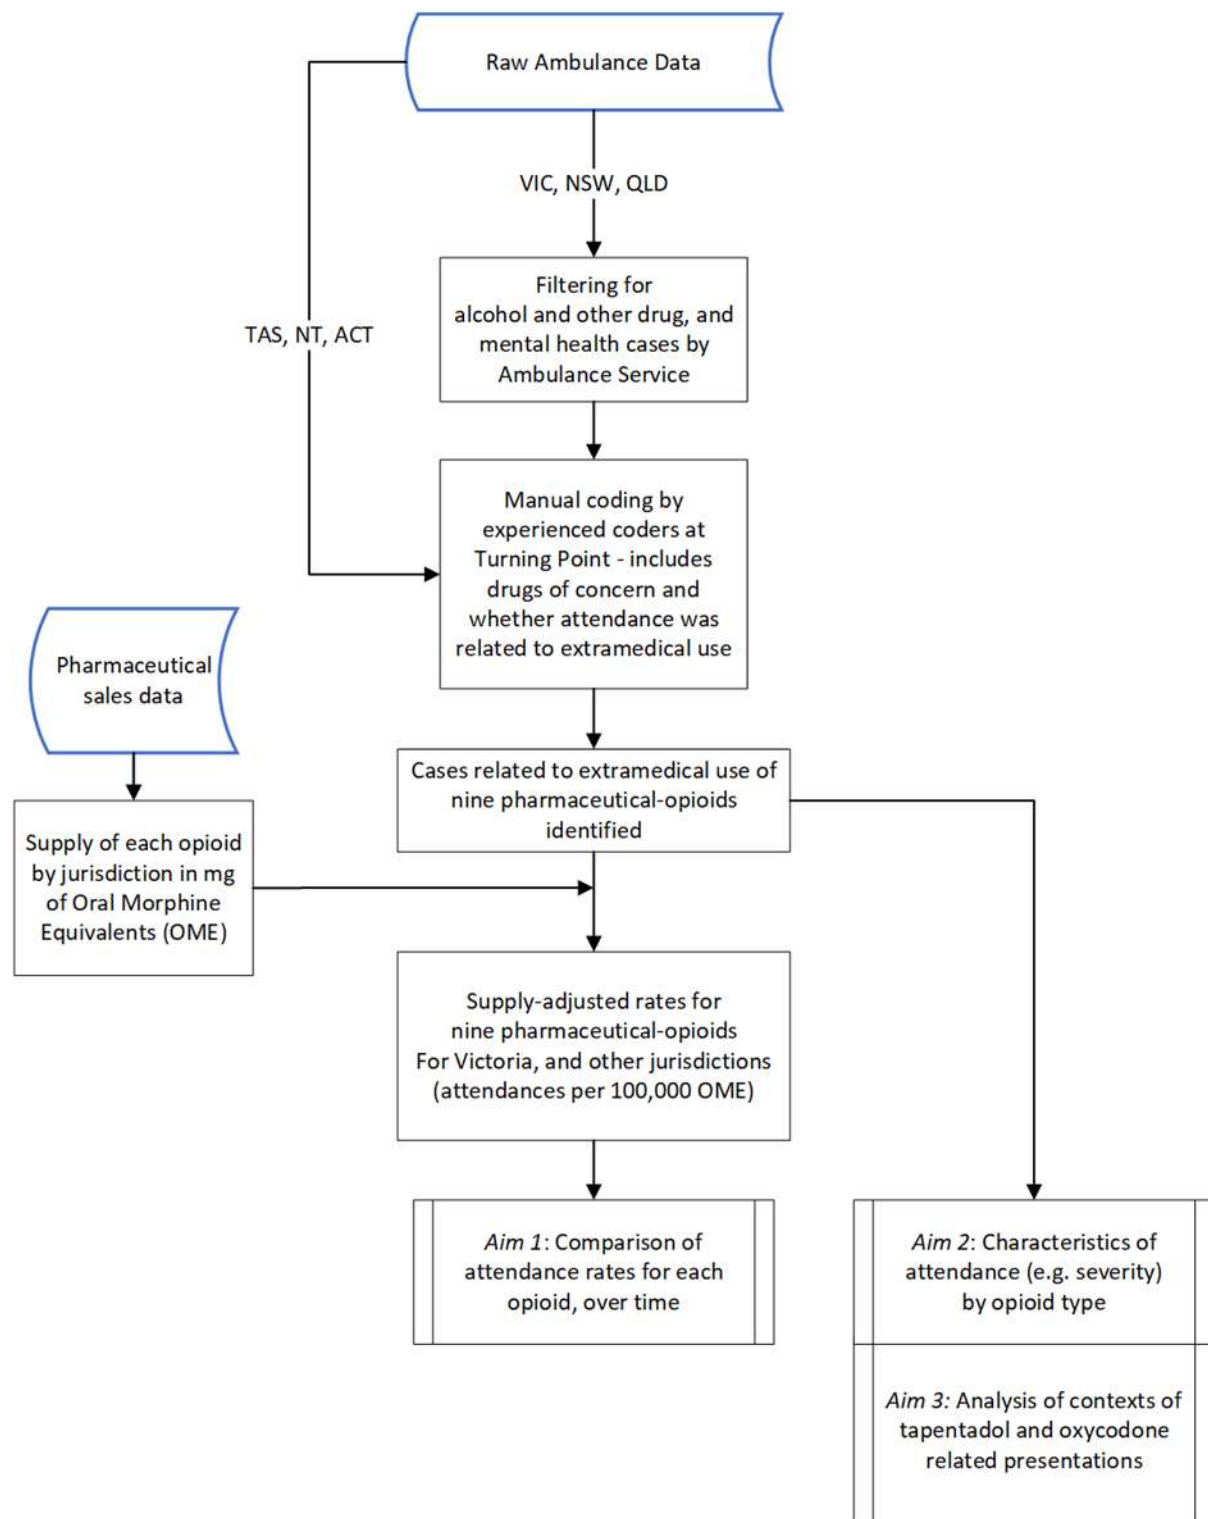 Raw Ambulance Data
VIC, NSW, QLD
Filtering for
alcohol and other drug, and
mental health cases by
Ambulance Service
TAS, NT, ACT
Manual coding by
experienced coders at
Turning Point - includes
drugs of concern and
whether attendance was
related to extramedical use
Pharmaceutical
sales data
Cases related to extramedical use of
nine pharmaceutical-opioids
identified
Supply of each opioid
by jurisdiction in mg
of Oral Morphine
Equivalents (OME)
Supply-adjusted rates for
nine pharmaceutical-opioids
For Victoria, and other jurisdictions
(attendances per 100,000 OME)
Aim 1: Comparison of
attendance rates for each
opioid, over time
Aim 2: Characteristics of
attendance (e.g. severity)
by opioid type
Aim 3: Analysis of contexts of
tapentadol and oxycodone
related presentations